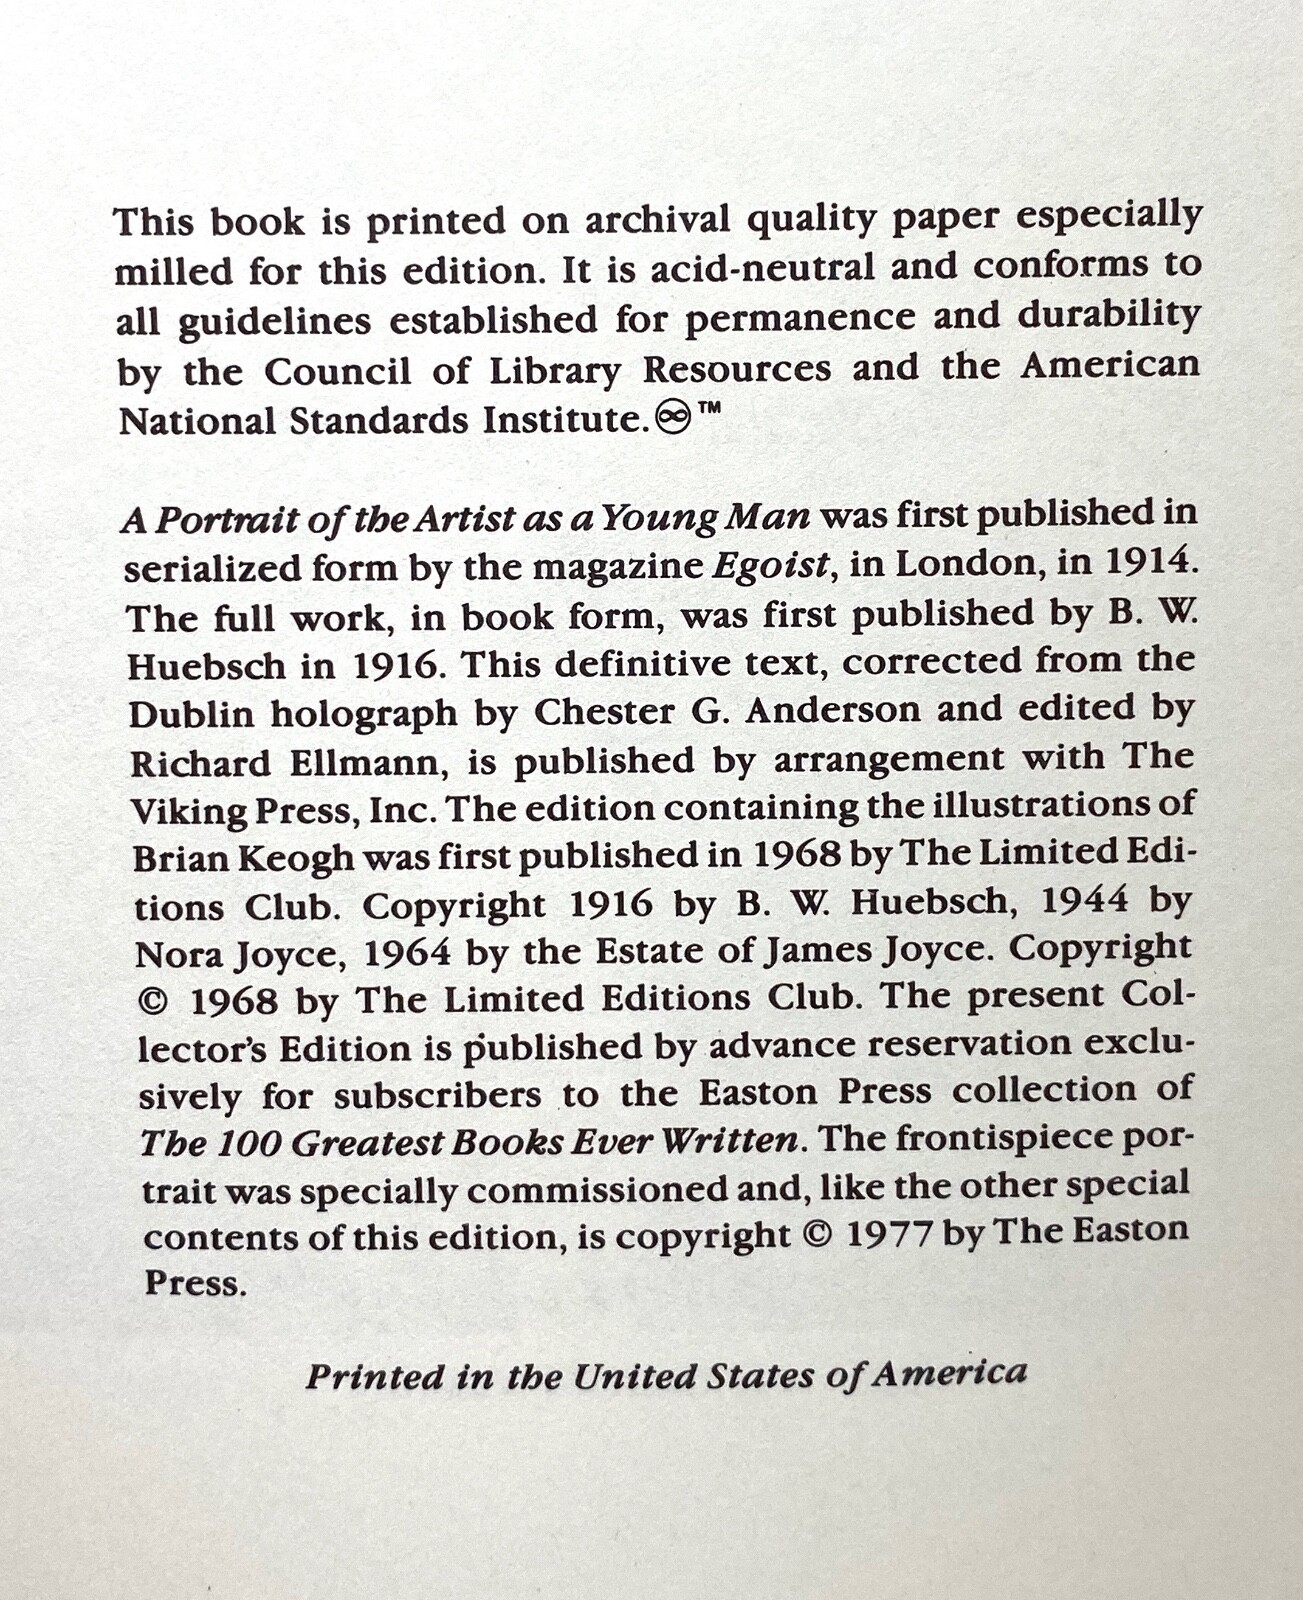 This book is printed on archival quality paper especially
milled for this edition. It is acid-neutral and conforms to
all guidelines established for permanence and durability
by the Council of Library Resources and the American
National Standards Institute.♾™
A Portrait of the Artist as a Young Man was first published in
serialized form by the magazine Egoist, in London, in 1914.
The full work, in book form, was first published by B. W.
Huebsch in 1916. This definitive text, corrected from the
Dublin holograph by Chester G. Anderson and edited by
Richard Ellmann, is published by arrangement with The
Viking Press, Inc. The edition containing the illustrations of
Brian Keogh was first published in 1968 by The Limited Edi-
tions Club. Copyright 1916 by B. W. Huebsch, 1944 by
Nora Joyce, 1964 by the Estate of James Joyce. Copyright
© 1968 by The Limited Editions Club. The present Col-
lector's Edition is published by advance reservation exclu-
sively for subscribers to the Easton Press collection of
The 100 Greatest Books Ever Written. The frontispiece por-
trait was specially commissioned and, like the other special
contents of this edition, is copyright © 1977 by The Easton
Press.
Printed in the United States of America